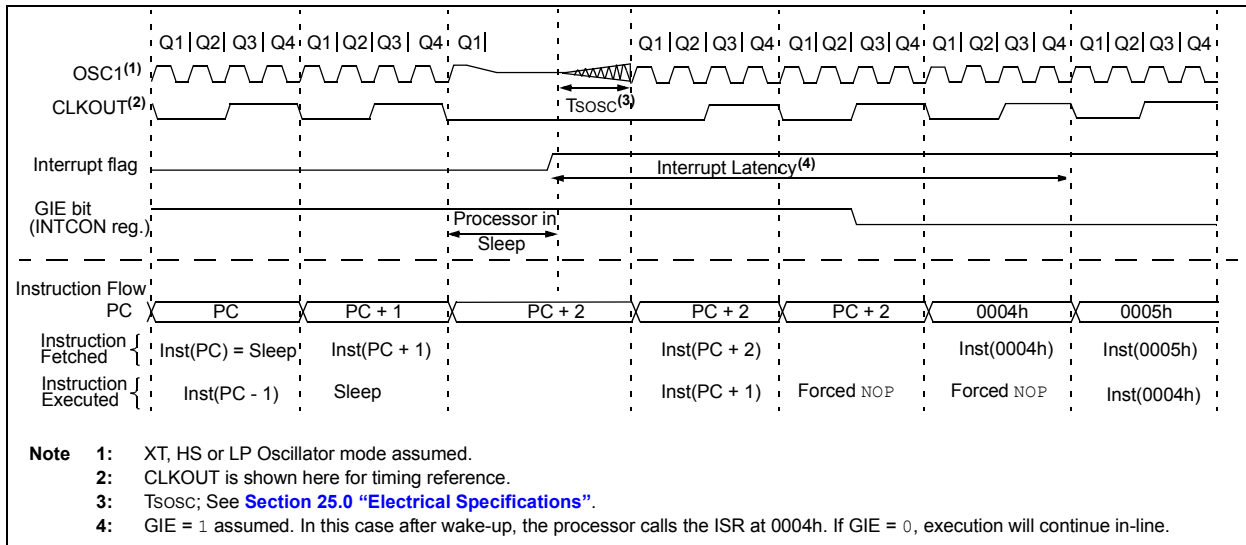 Q1 Q2 Q3 Q4 Q1 Q2 Q3 Q4 Q1 Q1 Q2 Q3 Q4 Q1 Q2 Q3 Q4 Q1 Q2 Q3 Q4 Q1 Q2 Q3 Q4
OSC1(1)
TSOSC(3)
CLKOUT(2)
Interrupt flag
Interrupt Latency(4)
GIE bit
(INTCON reg.)
Processor in
Sleep
Instruction Flow
PC PC PC + 1 PC + 2 PC + 2 PC + 2 0004h 0005h
Instruction
Fetched
Inst(PC) = Sleep Inst(PC + 1) Inst(PC + 2) Inst(0004h) Inst(0005h)
Instruction
Executed
Inst(PC - 1) Sleep Inst(PC + 1) Forced NOP Forced NOP Inst(0004h)
Note 1: XT, HS or LP Oscillator mode assumed.
2: CLKOUT is shown here for timing reference.
3: TSOSC; See Section 25.0 “Electrical Specifications”.
4: GIE = 1 assumed. In this case after wake-up, the processor calls the ISR at 0004h. If GIE = 0, execution will continue in-line.